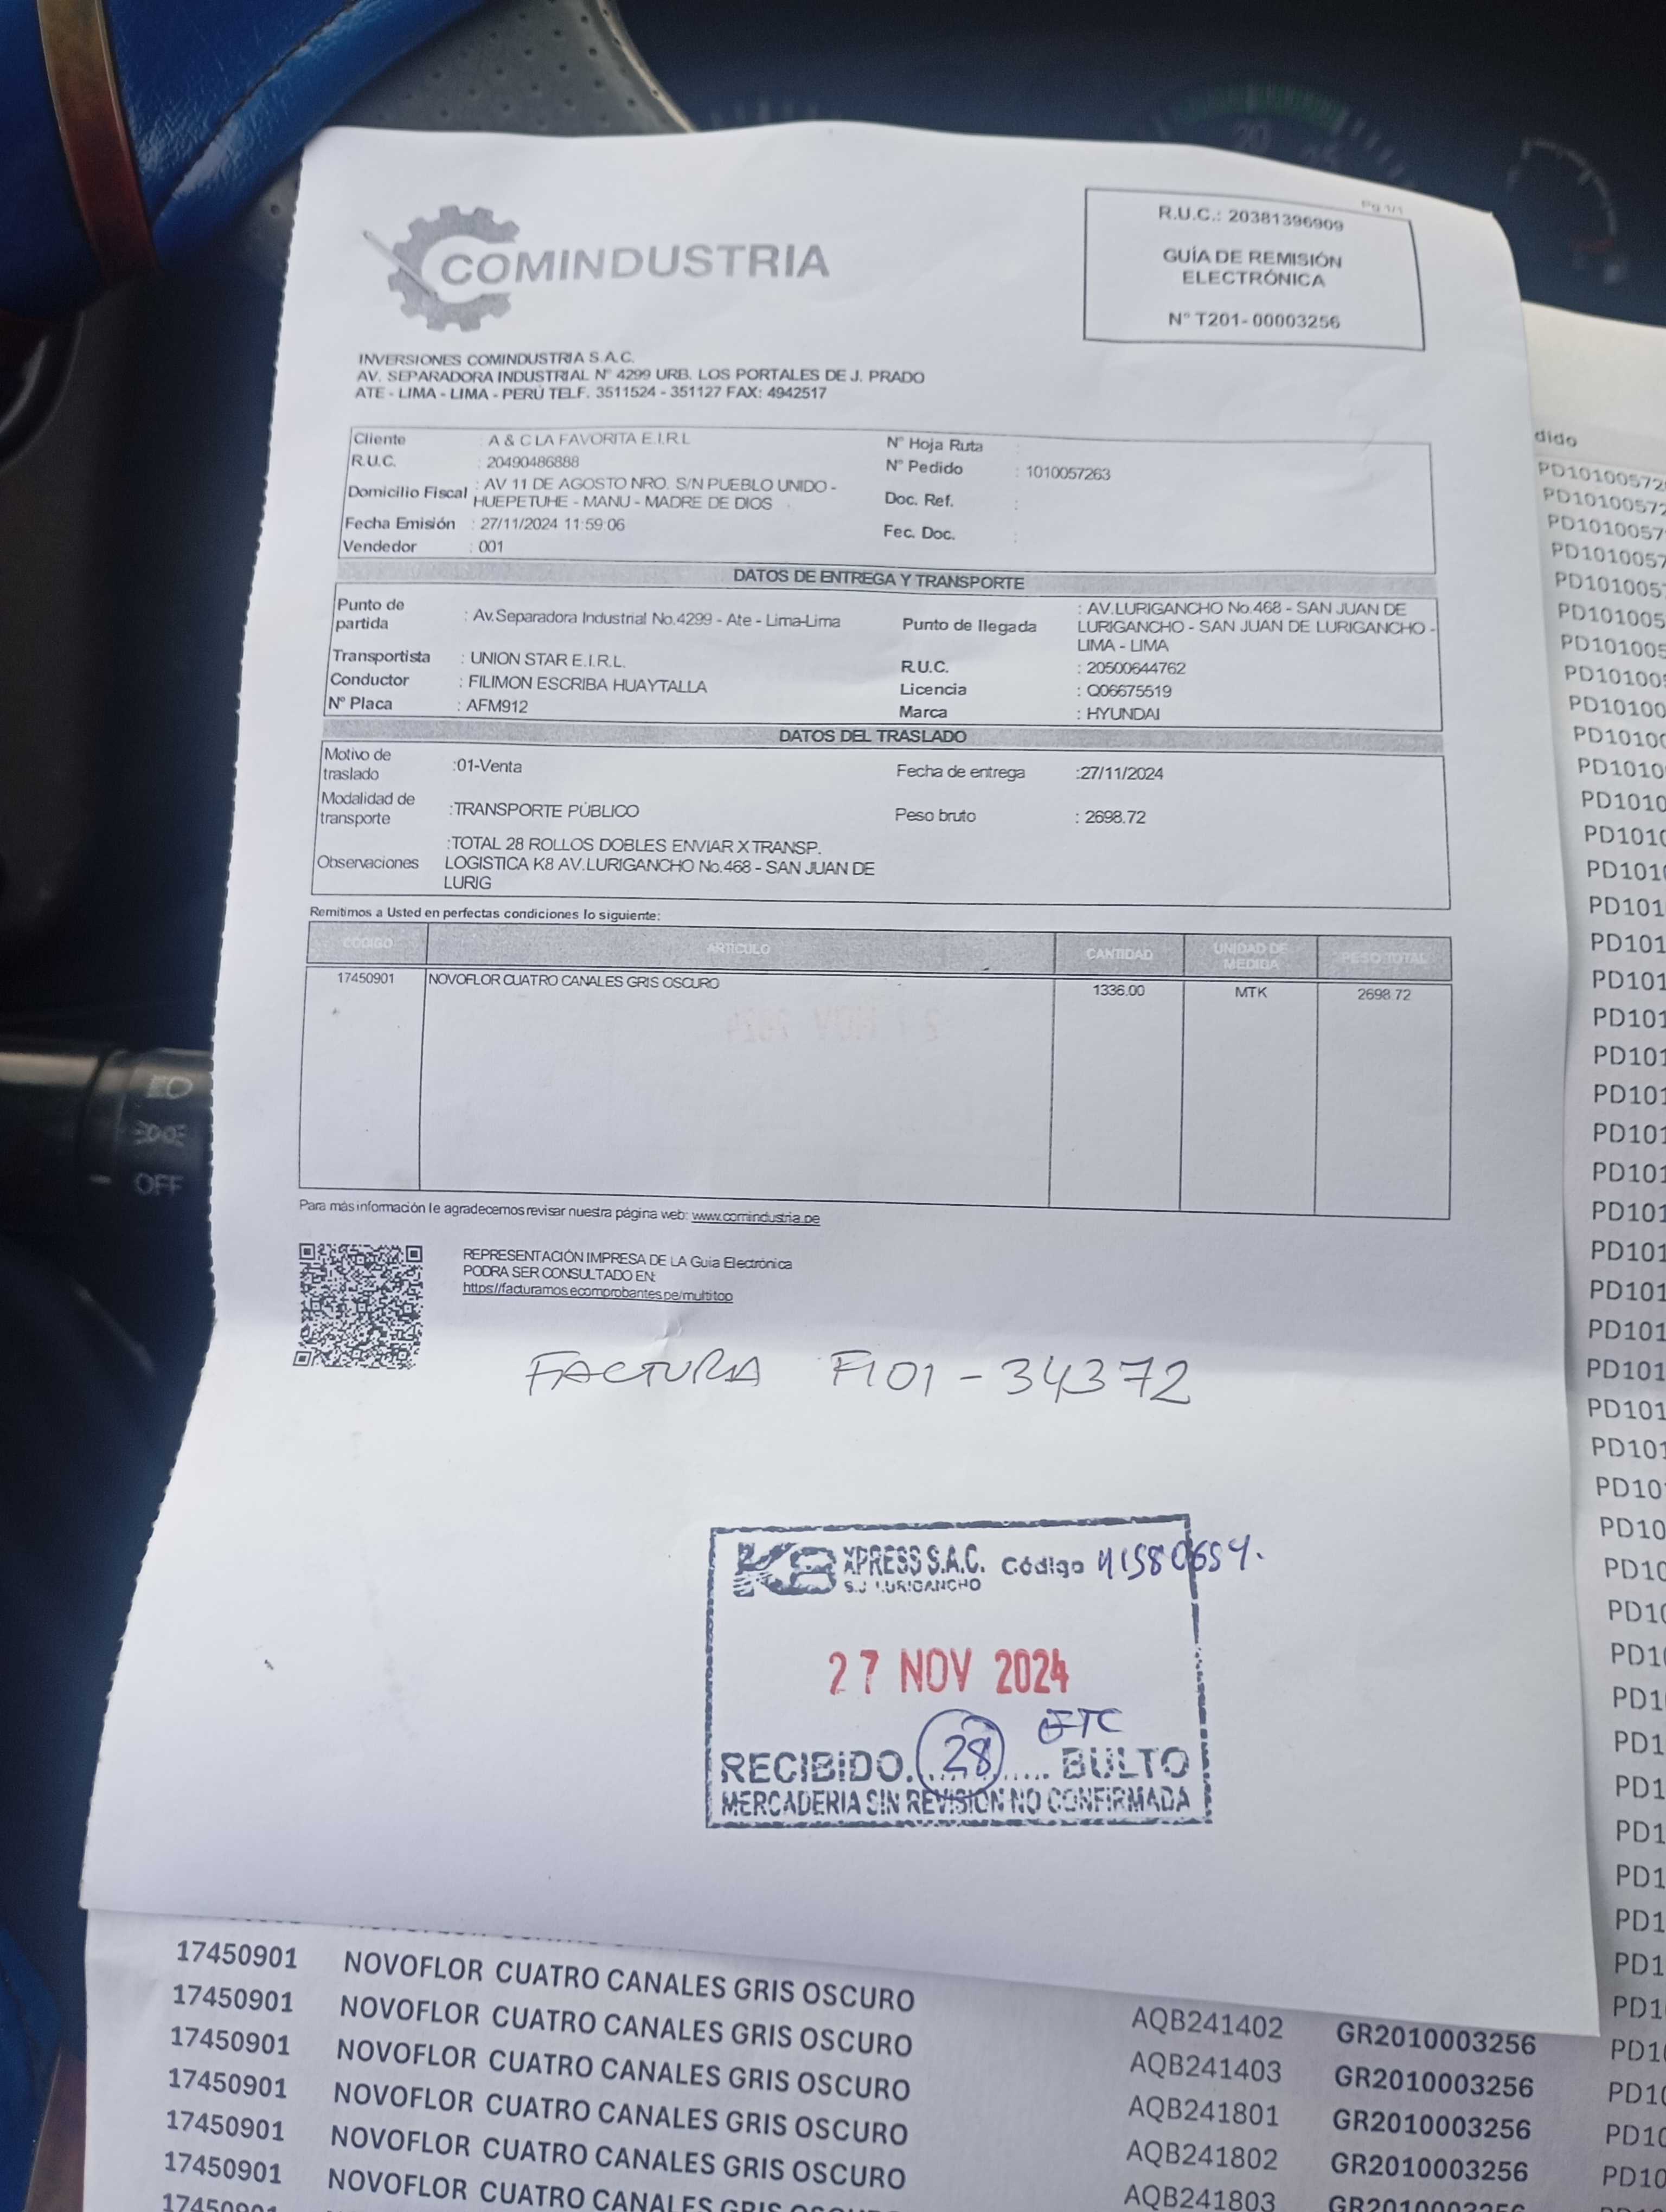 Pg 1/1
COMINDUSTRIA
R.U.C.: 20381396909
GUÍA DE REMISIÓN
ELECTRÓNICA
N° T201- 00003256
INVERSIONES COMINDUSTRIA S.A.C.
AV. SEPARADORA INDUSTRIAL N° 4299 URB. LOS PORTALES DE J. PRADO
ATE - LIMA - LIMA - PERÚ TELF. 3511524 - 351127 FAX: 4942517
Cliente : A & C LA FAVORITA E.I.R.L
R.U.C. : 20490486888
Domicilio Fiscal : AV 11 DE AGOSTO NRO. S/N PUEBLO UNIDO -
HUEPETUHE - MANU - MADRE DE DIOS
Fecha Emisión : 27/11/2024 11:59:06
Vendedor : 001
N° Hoja Ruta :
N° Pedido : 1010057263
Doc. Ref. :
Fec. Doc. :
DATOS DE ENTREGA Y TRANSPORTE
Punto de
partida : Av.Separadora Industrial No.4299 - Ate - Lima-Lima
Punto de llegada : AV.LURIGANCHO No.468 - SAN JUAN DE
LURIGANCHO - SAN JUAN DE LURIGANCHO -
LIMA - LIMA
Transportista : UNION STAR E.I.R.L.
R.U.C. : 20500644762
Conductor : FILIMON ESCRIBA HUAYTALLA
Licencia : Q06675519
N° Placa : AFM912
Marca : HYUNDAI
DATOS DEL TRASLADO
Motivo de
traslado :01-Venta
Fecha de entrega :27/11/2024
Modalidad de
transporte :TRANSPORTE PÚBLICO
Peso bruto : 2698.72
Observaciones :TOTAL 28 ROLLOS DOBLES ENVIAR X TRANSP.
LOGISTICA K8 AV.LURIGANCHO No.468 - SAN JUAN DE
LURIG
Remitimos a Usted en perfectas condiciones lo siguiente:
CÓDIGO ARTÍCULO CANTIDAD UNIDAD DE MEDIDA PESO TOTAL
17450901 NOVOFLOR CUATRO CANALES GRIS OSCURO 1336.00 MTK 2698.72
Para más información le agradecemos revisar nuestra página web: www.comindustria.pe
REPRESENTACIÓN IMPRESA DE LA Guia Electrónica
PODRA SER CONSULTADO EN:
https://facturamos.ecomprobantes.pe/multitop
FACTURA F101-34372
K8 XPRESS S.A.C. Código 41580659.
S.J LURIGANCHO
27 NOV 2024
RECIBIDO 28 BULTO
MERCADERIA SIN REVISION NO CONFIRMADA
17450901 NOVOFLOR CUATRO CANALES GRIS OSCURO AQB241402 GR2010003256
17450901 NOVOFLOR CUATRO CANALES GRIS OSCURO AQB241403 GR2010003256
17450901 NOVOFLOR CUATRO CANALES GRIS OSCURO AQB241801 GR2010003256
17450901 NOVOFLOR CUATRO CANALES GRIS OSCURO AQB241802 GR2010003256
17450901 NOVOFLOR CUATRO CANALES GRIS OSCURO AQB241803
17450901 NOVOFLOR CUATRO CANALES GRIS OSCURO
OFF